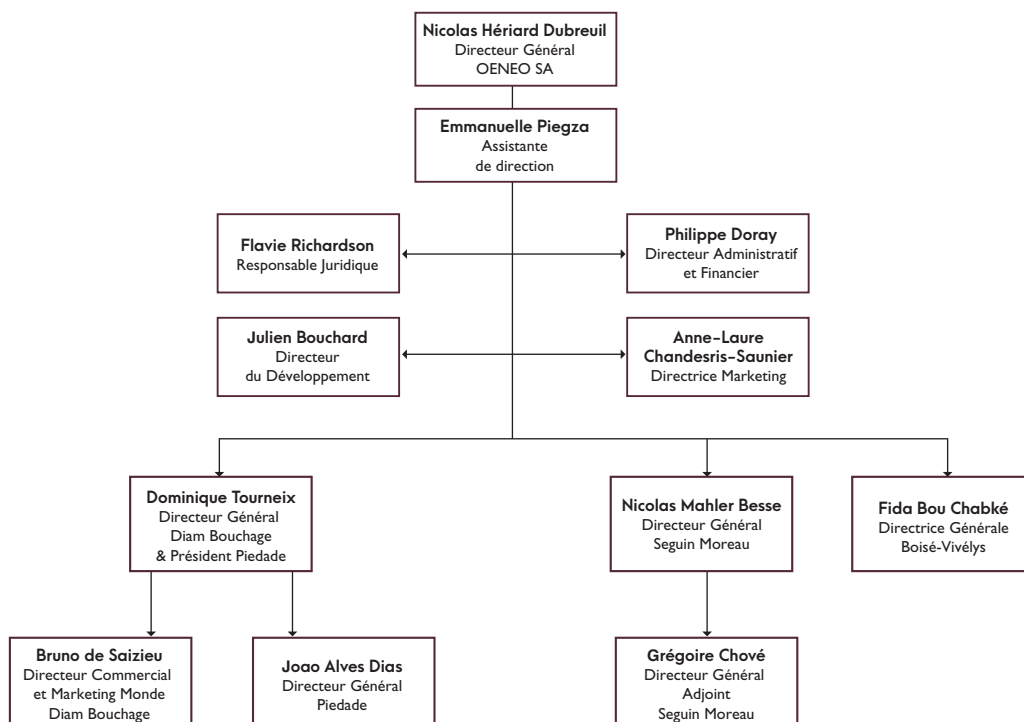 Nicolas Hériard Dubreuil
Directeur Général
OENEO SA
Emmanuelle Piegza
Assistante
de direction
Flavie Richardson
Responsable Juridique
Philippe Doray
Directeur Administratif
et Financier
Julien Bouchard
Directeur
du Développement
Anne-Laure
Chandesris-Saunier
Directrice Marketing
Dominique Tourneix
Directeur Général
Diam Bouchage
& Président Piedade
Nicolas Mahler Besse
Directeur Général
Seguin Moreau
Fida Bou Chabké
Directrice Générale
Boisé-Vivélys
Bruno de Saizieu
Directeur Commercial
et Marketing Monde
Diam Bouchage
Joao Alves Dias
Directeur Général
Piedade
Grégoire Chové
Directeur Général
Adjoint
Seguin Moreau